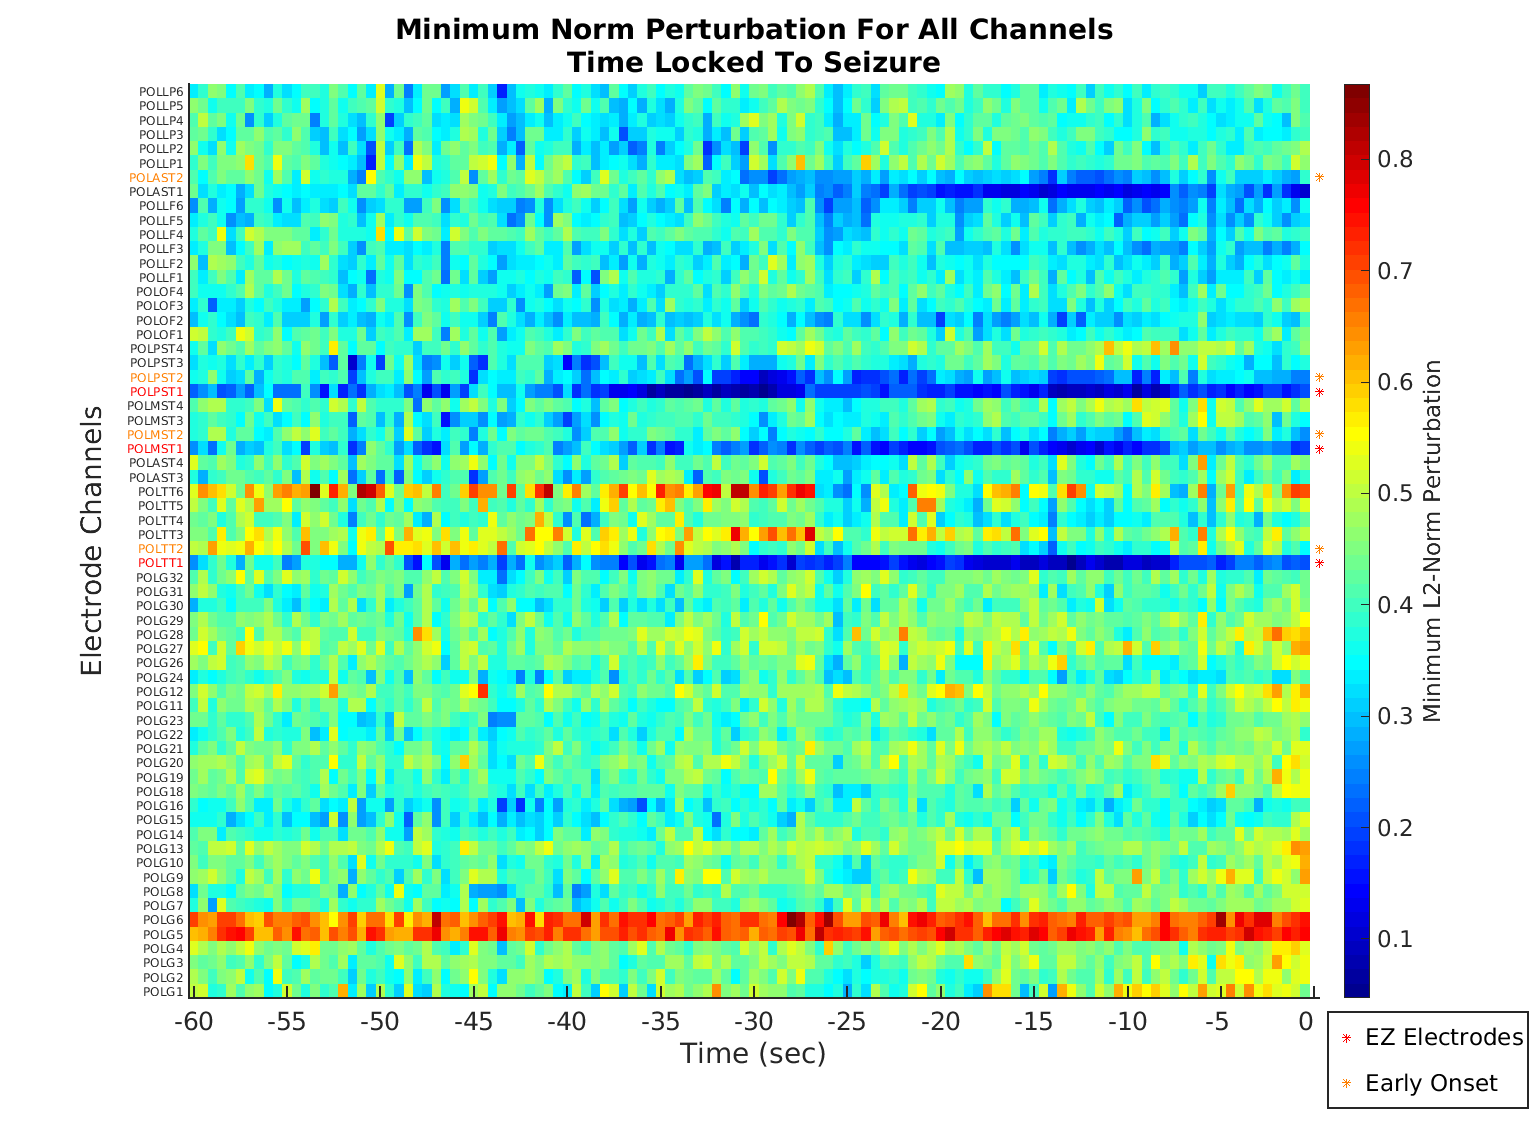 Minimum Norm Perturbation For All Channels
Time Locked To Seizure
Electrode Channels
POLLP6
POLLP5
POLLP4
POLLP3
POLLP2
POLLP1
POLAST2
POLAST1
POLLF6
POLLF5
POLLF4
POLLF3
POLLF2
POLLF1
POLOF4
POLOF3
POLOF2
POLOF1
POLPST4
POLPST3
POLPST2
POLPST1
POLMST4
POLMST3
POLMST2
POLMST1
POLAST4
POLAST3
POLTT6
POLTT5
POLTT4
POLTT3
POLTT2
POLTT1
POLG32
POLG31
POLG30
POLG29
POLG28
POLG27
POLG26
POLG24
POLG12
POLG11
POLG23
POLG22
POLG21
POLG20
POLG19
POLG18
POLG16
POLG15
POLG14
POLG13
POLG10
POLG9
POLG8
POLG7
POLG6
POLG5
POLG4
POLG3
POLG2
POLG1
-60 -55 -50 -45 -40 -35 -30 -25 -20 -15 -10 -5 0
Time (sec)
0.8
0.7
0.6
0.5
0.4
0.3
0.2
0.1
Minimum L2-Norm Perturbation
EZ Electrodes
Early Onset